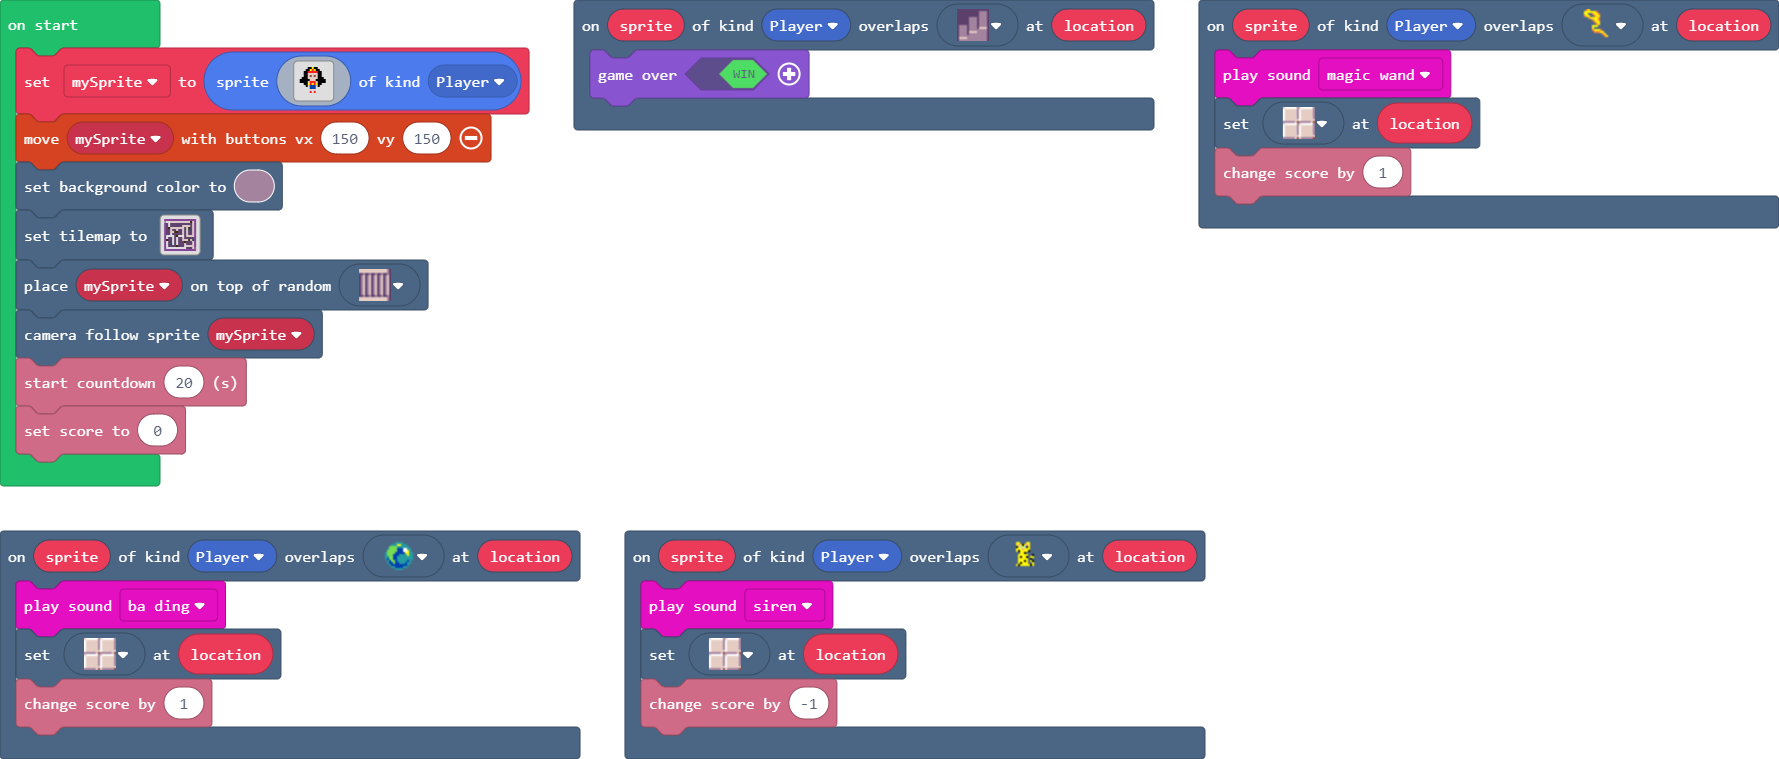 on start
set mySprite to sprite of kind Player
move mySprite with buttons vx 150 vy 150
set background color to
set tilemap to
place mySprite on top of random
camera follow sprite mySprite
start countdown 20 (s)
set score to 0
on sprite of kind Player overlaps at location
game over WIN
on sprite of kind Player overlaps at location
play sound magic wand
set at location
change score by 1
on sprite of kind Player overlaps at location
play sound ba ding
set at location
change score by 1
on sprite of kind Player overlaps at location
play sound siren
set at location
change score by -1